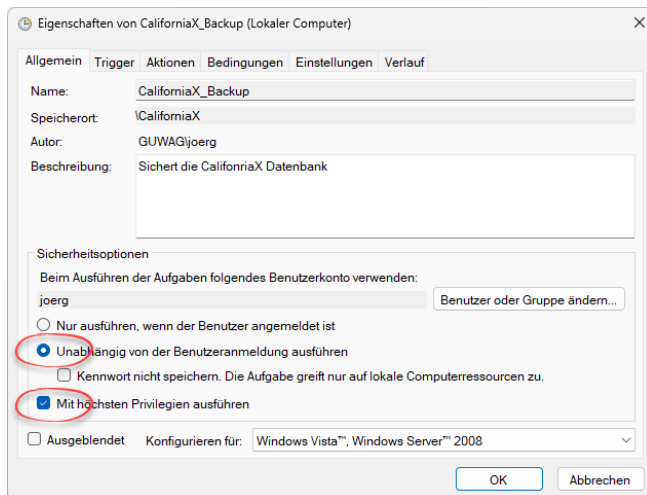 Eigenschaften von CaliforniaX_Backup (Lokaler Computer)
Allgemein Trigger Aktionen Bedingungen Einstellungen Verlauf
Name: CaliforniaX_Backup
Speicherort: \CaliforniaX
Autor: GUWAG\joerg
Beschreibung: Sichert die CalifonriaX Datenbank
Sicherheitsoptionen
Beim Ausführen der Aufgaben folgendes Benutzerkonto verwenden:
joerg Benutzer oder Gruppe ändern...
Nur ausführen, wenn der Benutzer angemeldet ist
Unabhängig von der Benutzeranmeldung ausführen
Kennwort nicht speichern. Die Aufgabe greift nur auf lokale Computerressourcen zu.
Mit höchsten Privilegien ausführen
Ausgeblendet Konfigurieren für: Windows Vista™, Windows Server™ 2008
OK Abbrechen